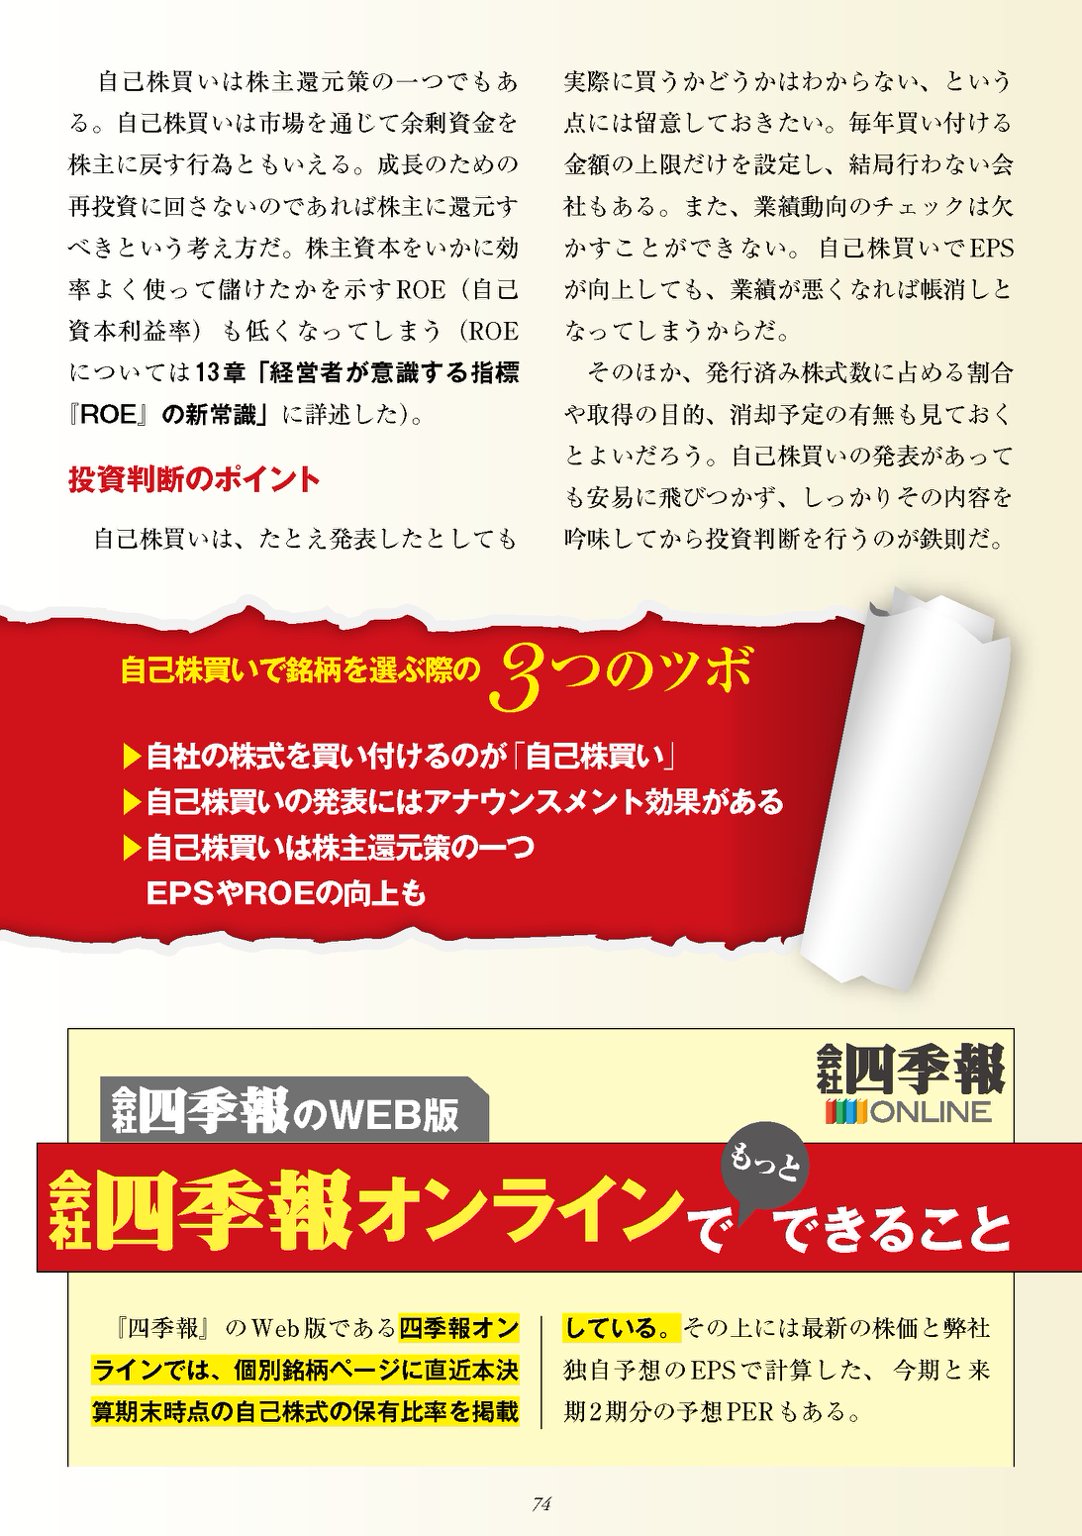 自己株買いは株主還元策の一つでもあ
る。自己株買いは市場を通じて余剰資金を
株主に戻す行為ともいえる。成長のための
再投資に回さないのであれば株主に還元す
べきという考え方だ。株主資本をいかに効
率よく使って儲けたかを示すROE（自己
資本利益率）も低くなってしまう（ROE
については13章「経営者が意識する指標
『ROE』の新常識」に詳述した）。
投資判断のポイント
自己株買いは、たとえ発表したとしても
実際に買うかどうかはわからない、という
点には留意しておきたい。毎年買い付ける
金額の上限だけを設定し、結局行わない会
社もある。また、業績動向のチェックは欠
かすことができない。自己株買いでEPS
が向上しても、業績が悪くなれば帳消しと
なってしまうからだ。
そのほか、発行済み株式数に占める割合
や取得の目的、消却予定の有無も見ておく
とよいだろう。自己株買いの発表があって
も安易に飛びつかず、しっかりその内容を
吟味してから投資判断を行うのが鉄則だ。
自己株買いで銘柄を選ぶ際の3つのツボ
▶自社の株式を買い付けるのが「自己株買い」
▶自己株買いの発表にはアナウンスメント効果がある
▶自己株買いは株主還元策の一つ
EPSやROEの向上も
会社四季報
ONLINE
会社四季報のWEB版
会社四季報オンラインでもっとできること
『四季報』のWeb版である四季報オン
ラインでは、個別銘柄ページに直近本決
算期末時点の自己株式の保有比率を掲載
している。その上には最新の株価と弊社
独自予想のEPSで計算した、今期と来
期2期分の予想PERもある。
74